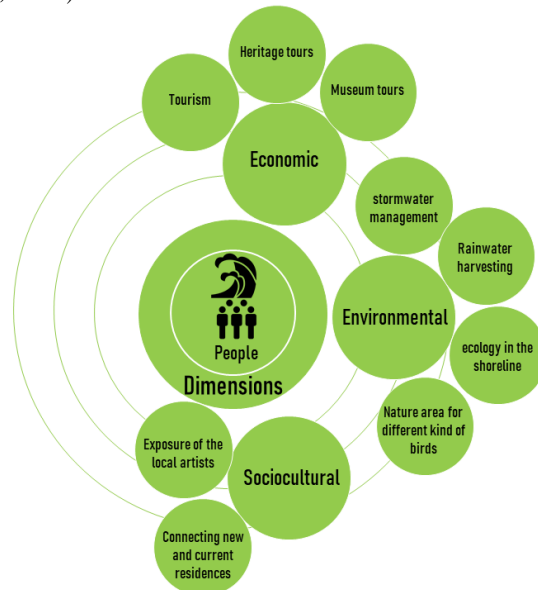 Heritage tours
Tourism
Museum tours
Economic
stormwater
management
Rainwater
harvesting
Environmental
ecology in the
shoreline
People
Dimensions
Nature area for
different kind of
birds
Exposure of the
local artists
Sociocultural
Connecting new
and current
residences